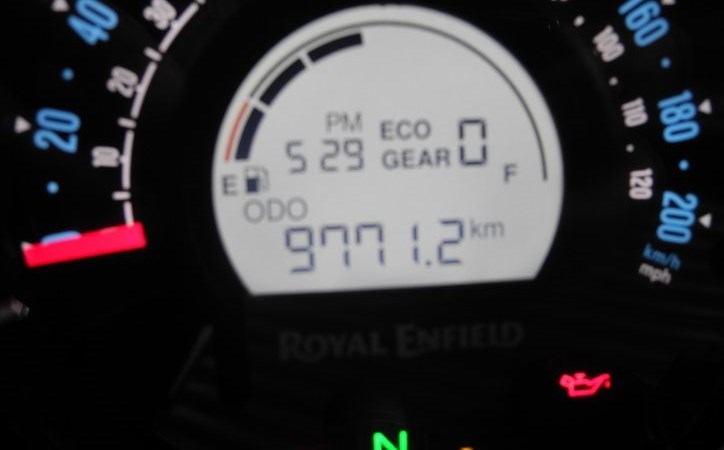 40
20
0
30
20
10
PM
5 29
ECO
GEAR 0
E
F
ODO
9771.2 km
160
180
200
100
110
120
km/h
mph
ROYAL ENFIELD
N